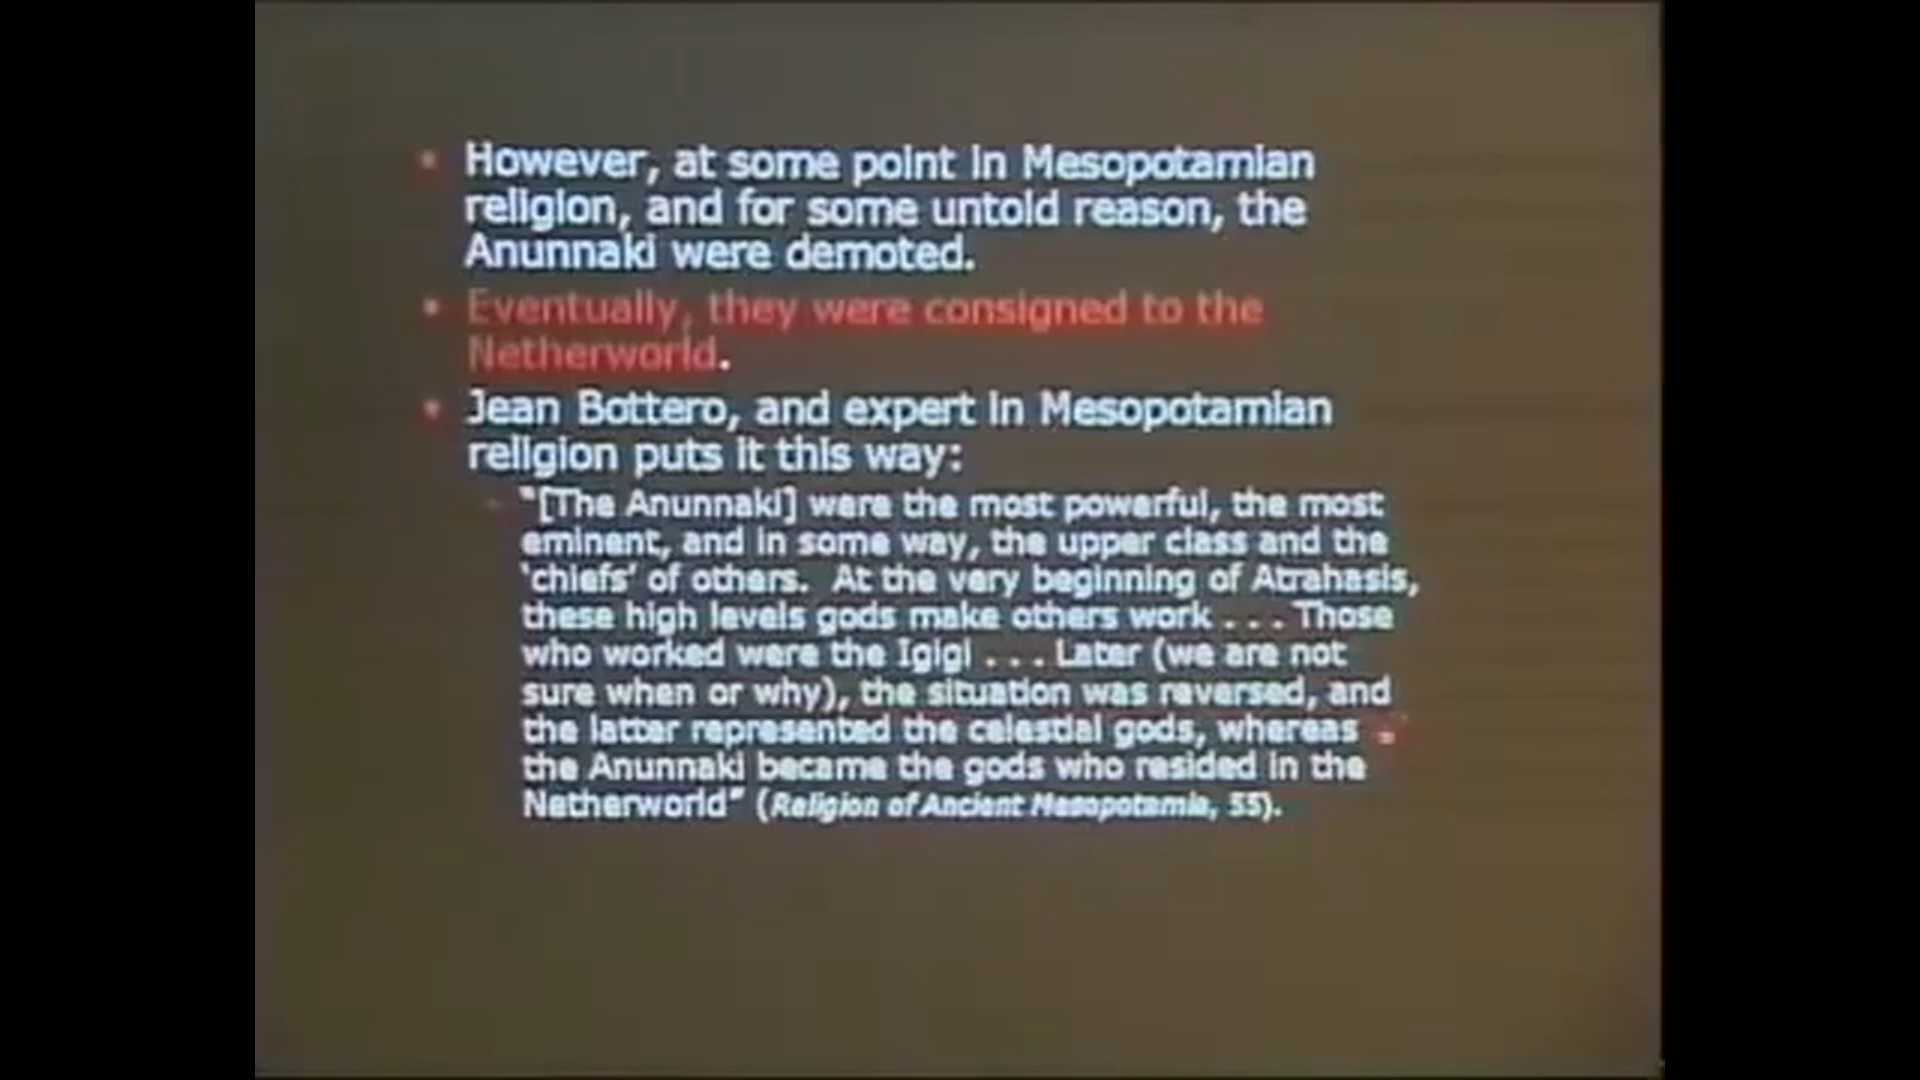 • However, at some point in Mesopotamian
religion, and for some untold reason, the
Anunnaki were demoted.
• Eventually, they were consigned to the
Netherworld.
• Jean Bottero, and expert in Mesopotamian
religion puts it this way:
– "[The Anunnaki] were the most powerful, the most
eminent, and in some way, the upper class and the
'chiefs' of others. At the very beginning of Atrahasis,
these high levels gods make others work . . . Those
who worked were the Igigi . . . Later (we are not
sure when or why), the situation was reversed, and
the latter represented the celestial gods, whereas
the Anunnaki became the gods who resided in the
Netherworld" (Religion of Ancient Mesopotamia, 55).